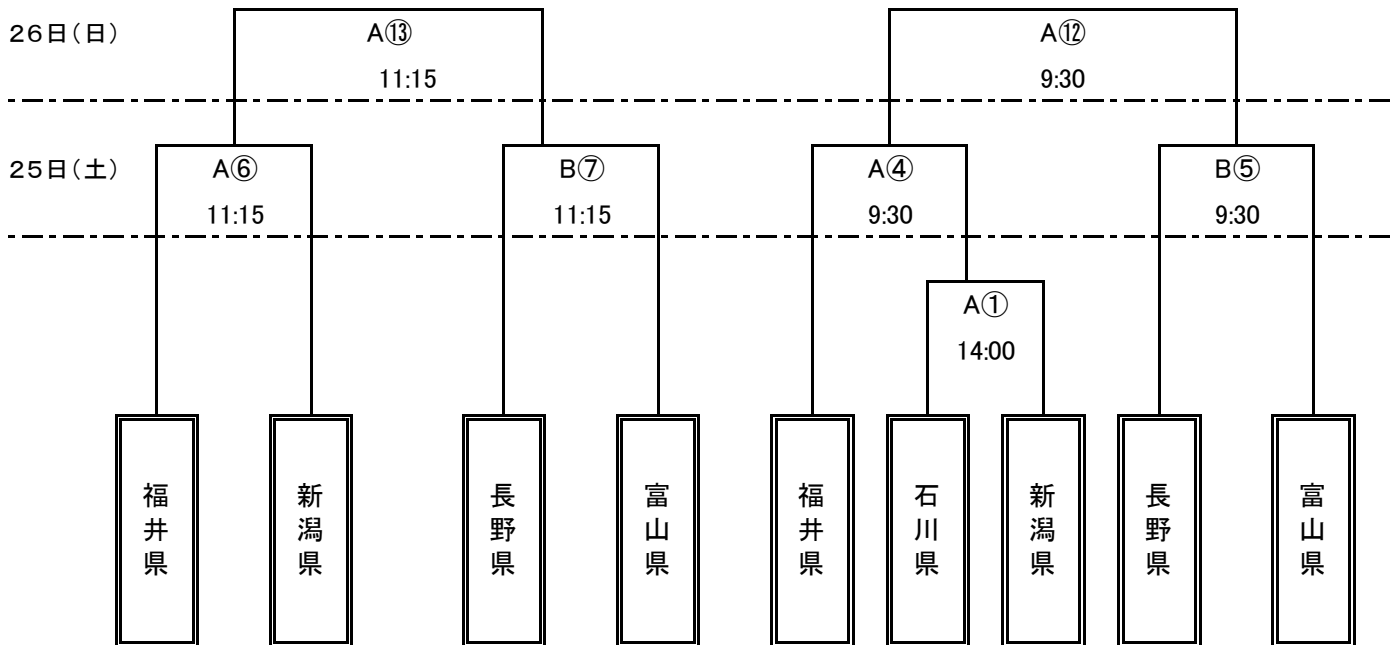 26日(日)
A⑬
A⑫
11:15
9:30
25日(土)
A⑥
B⑦
A④
B⑤
11:15
11:15
9:30
9:30
A①
14:00
福井県
新潟県
長野県
富山県
福井県
石川県
新潟県
長野県
富山県